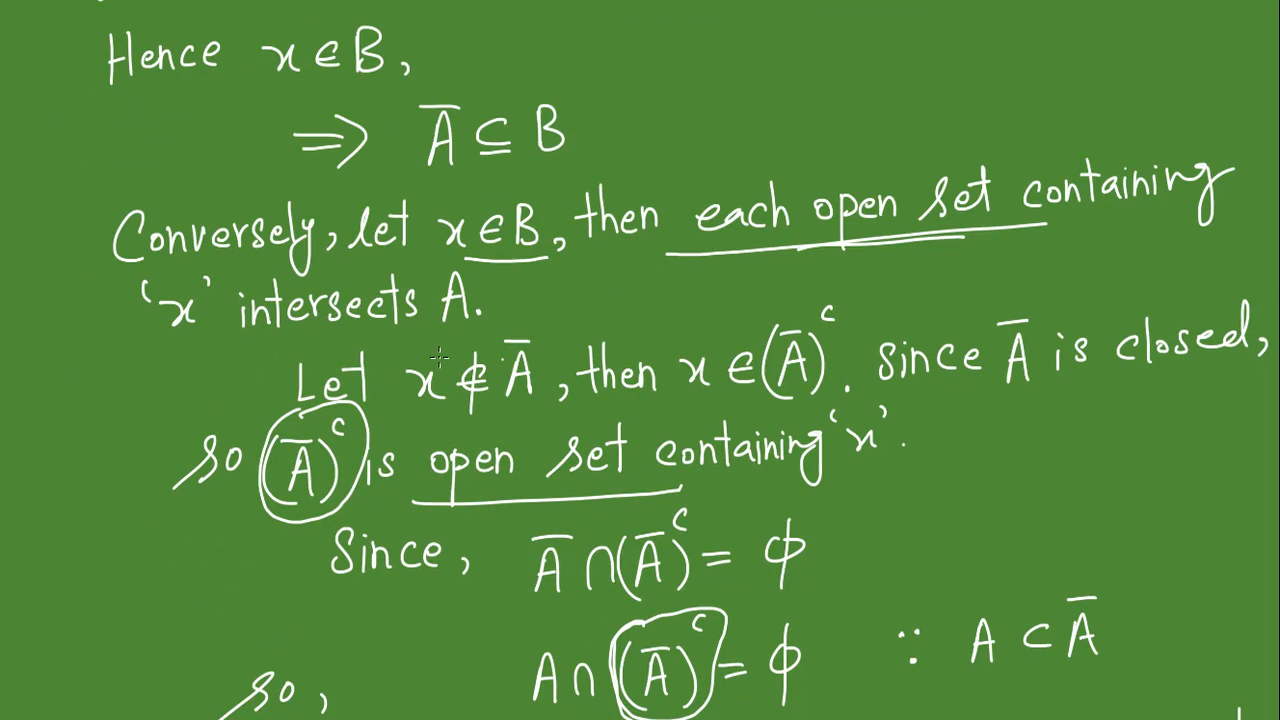 Hence x ∈ B,
⇒ A̅ ⊆ B
Conversely, let x ∈ B, then each open set containing
'x' intersects A.
Let x ∉ A̅, then x ∈ (A̅)ᶜ. Since A̅ is closed,
so (A̅)ᶜ is open set containing 'x'.
Since, A̅ ∩ (A̅)ᶜ = ϕ
so, A ∩ (A̅)ᶜ = ϕ ∵ A ⊂ A̅